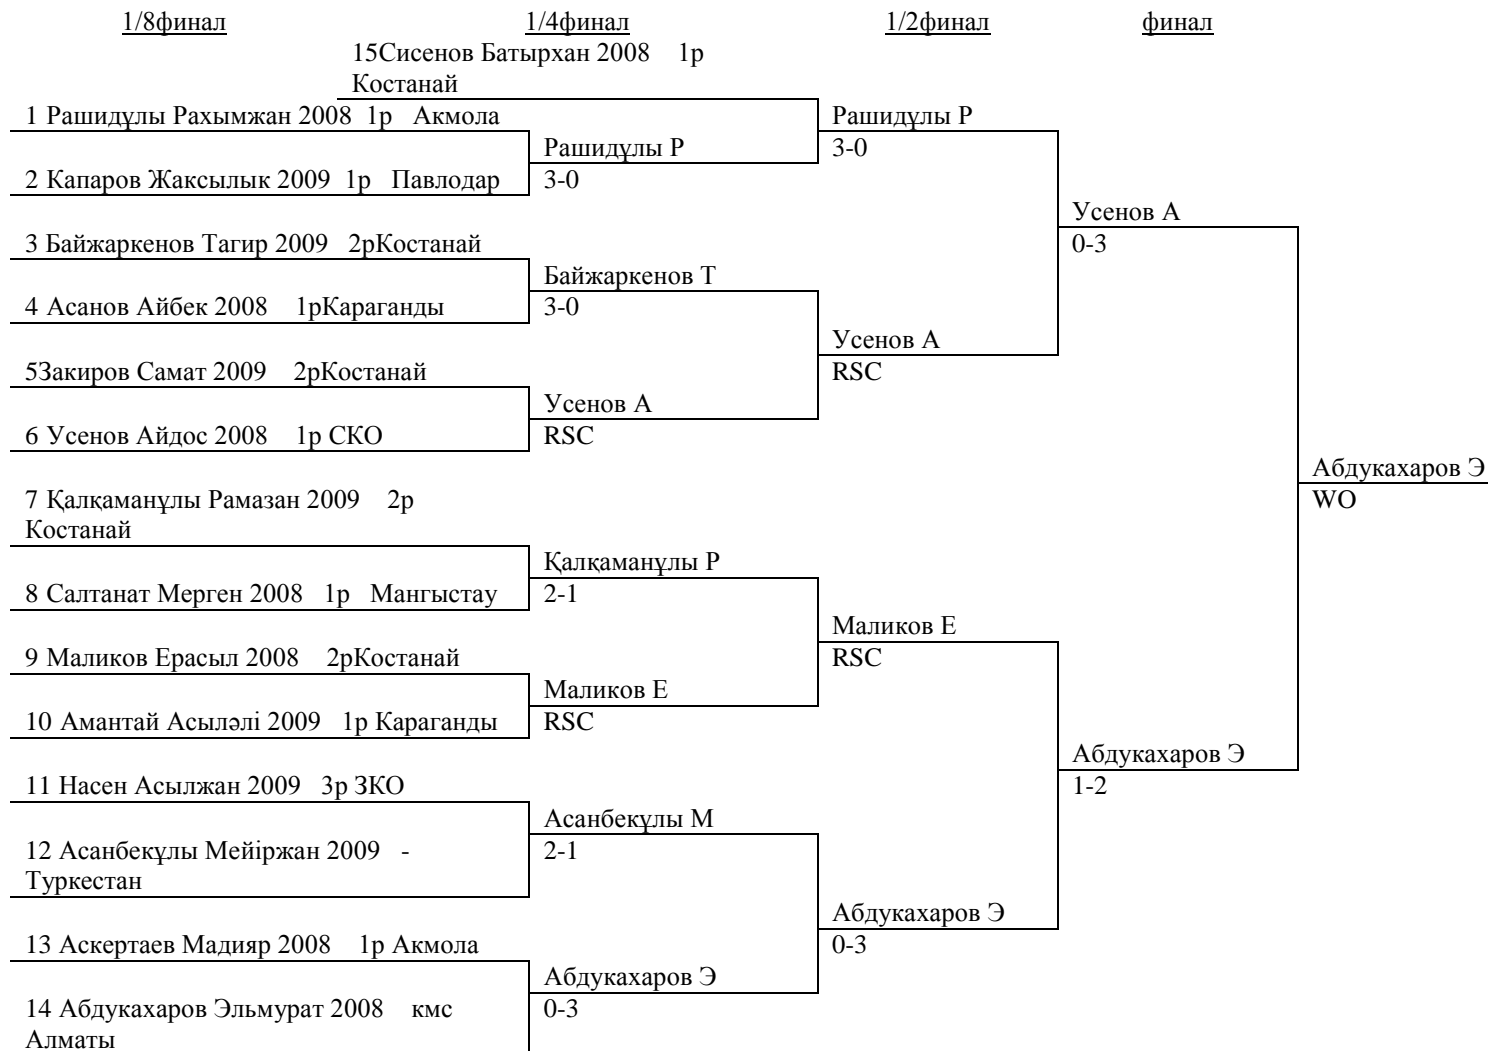 1/8финал
1/4финал
1/2финал
финал
15Сисенов Батырхан 2008 1р
Костанай
1 Рашидұлы Рахымжан 2008 1р Акмола
Рашидұлы Р
3-0
Рашидұлы Р
3-0
2 Капаров Жаксылык 2009 1р Павлодар
Усенов А
0-3
3 Байжаркенов Тагир 2009 2рКостанай
Байжаркенов Т
3-0
4 Асанов Айбек 2008 1рКараганды
Усенов А
RSC
5Закиров Самат 2009 2рКостанай
Усенов А
RSC
6 Усенов Айдос 2008 1р СКО
Абдукахаров Э
WO
7 Қалқаманұлы Рамазан 2009 2р
Костанай
Қалқаманұлы Р
2-1
8 Салтанат Мерген 2008 1р Мангыстау
Маликов Е
RSC
9 Маликов Ерасыл 2008 2рКостанай
Маликов Е
RSC
10 Амантай Асыләлі 2009 1р Караганды
Абдукахаров Э
1-2
11 Насен Асылжан 2009 3р ЗКО
Асанбекұлы М
2-1
12 Асанбекұлы Мейіржан 2009 -
Туркестан
Абдукахаров Э
0-3
13 Аскертаев Мадияр 2008 1р Акмола
Абдукахаров Э
0-3
14 Абдукахаров Эльмурат 2008 кмс
Алматы